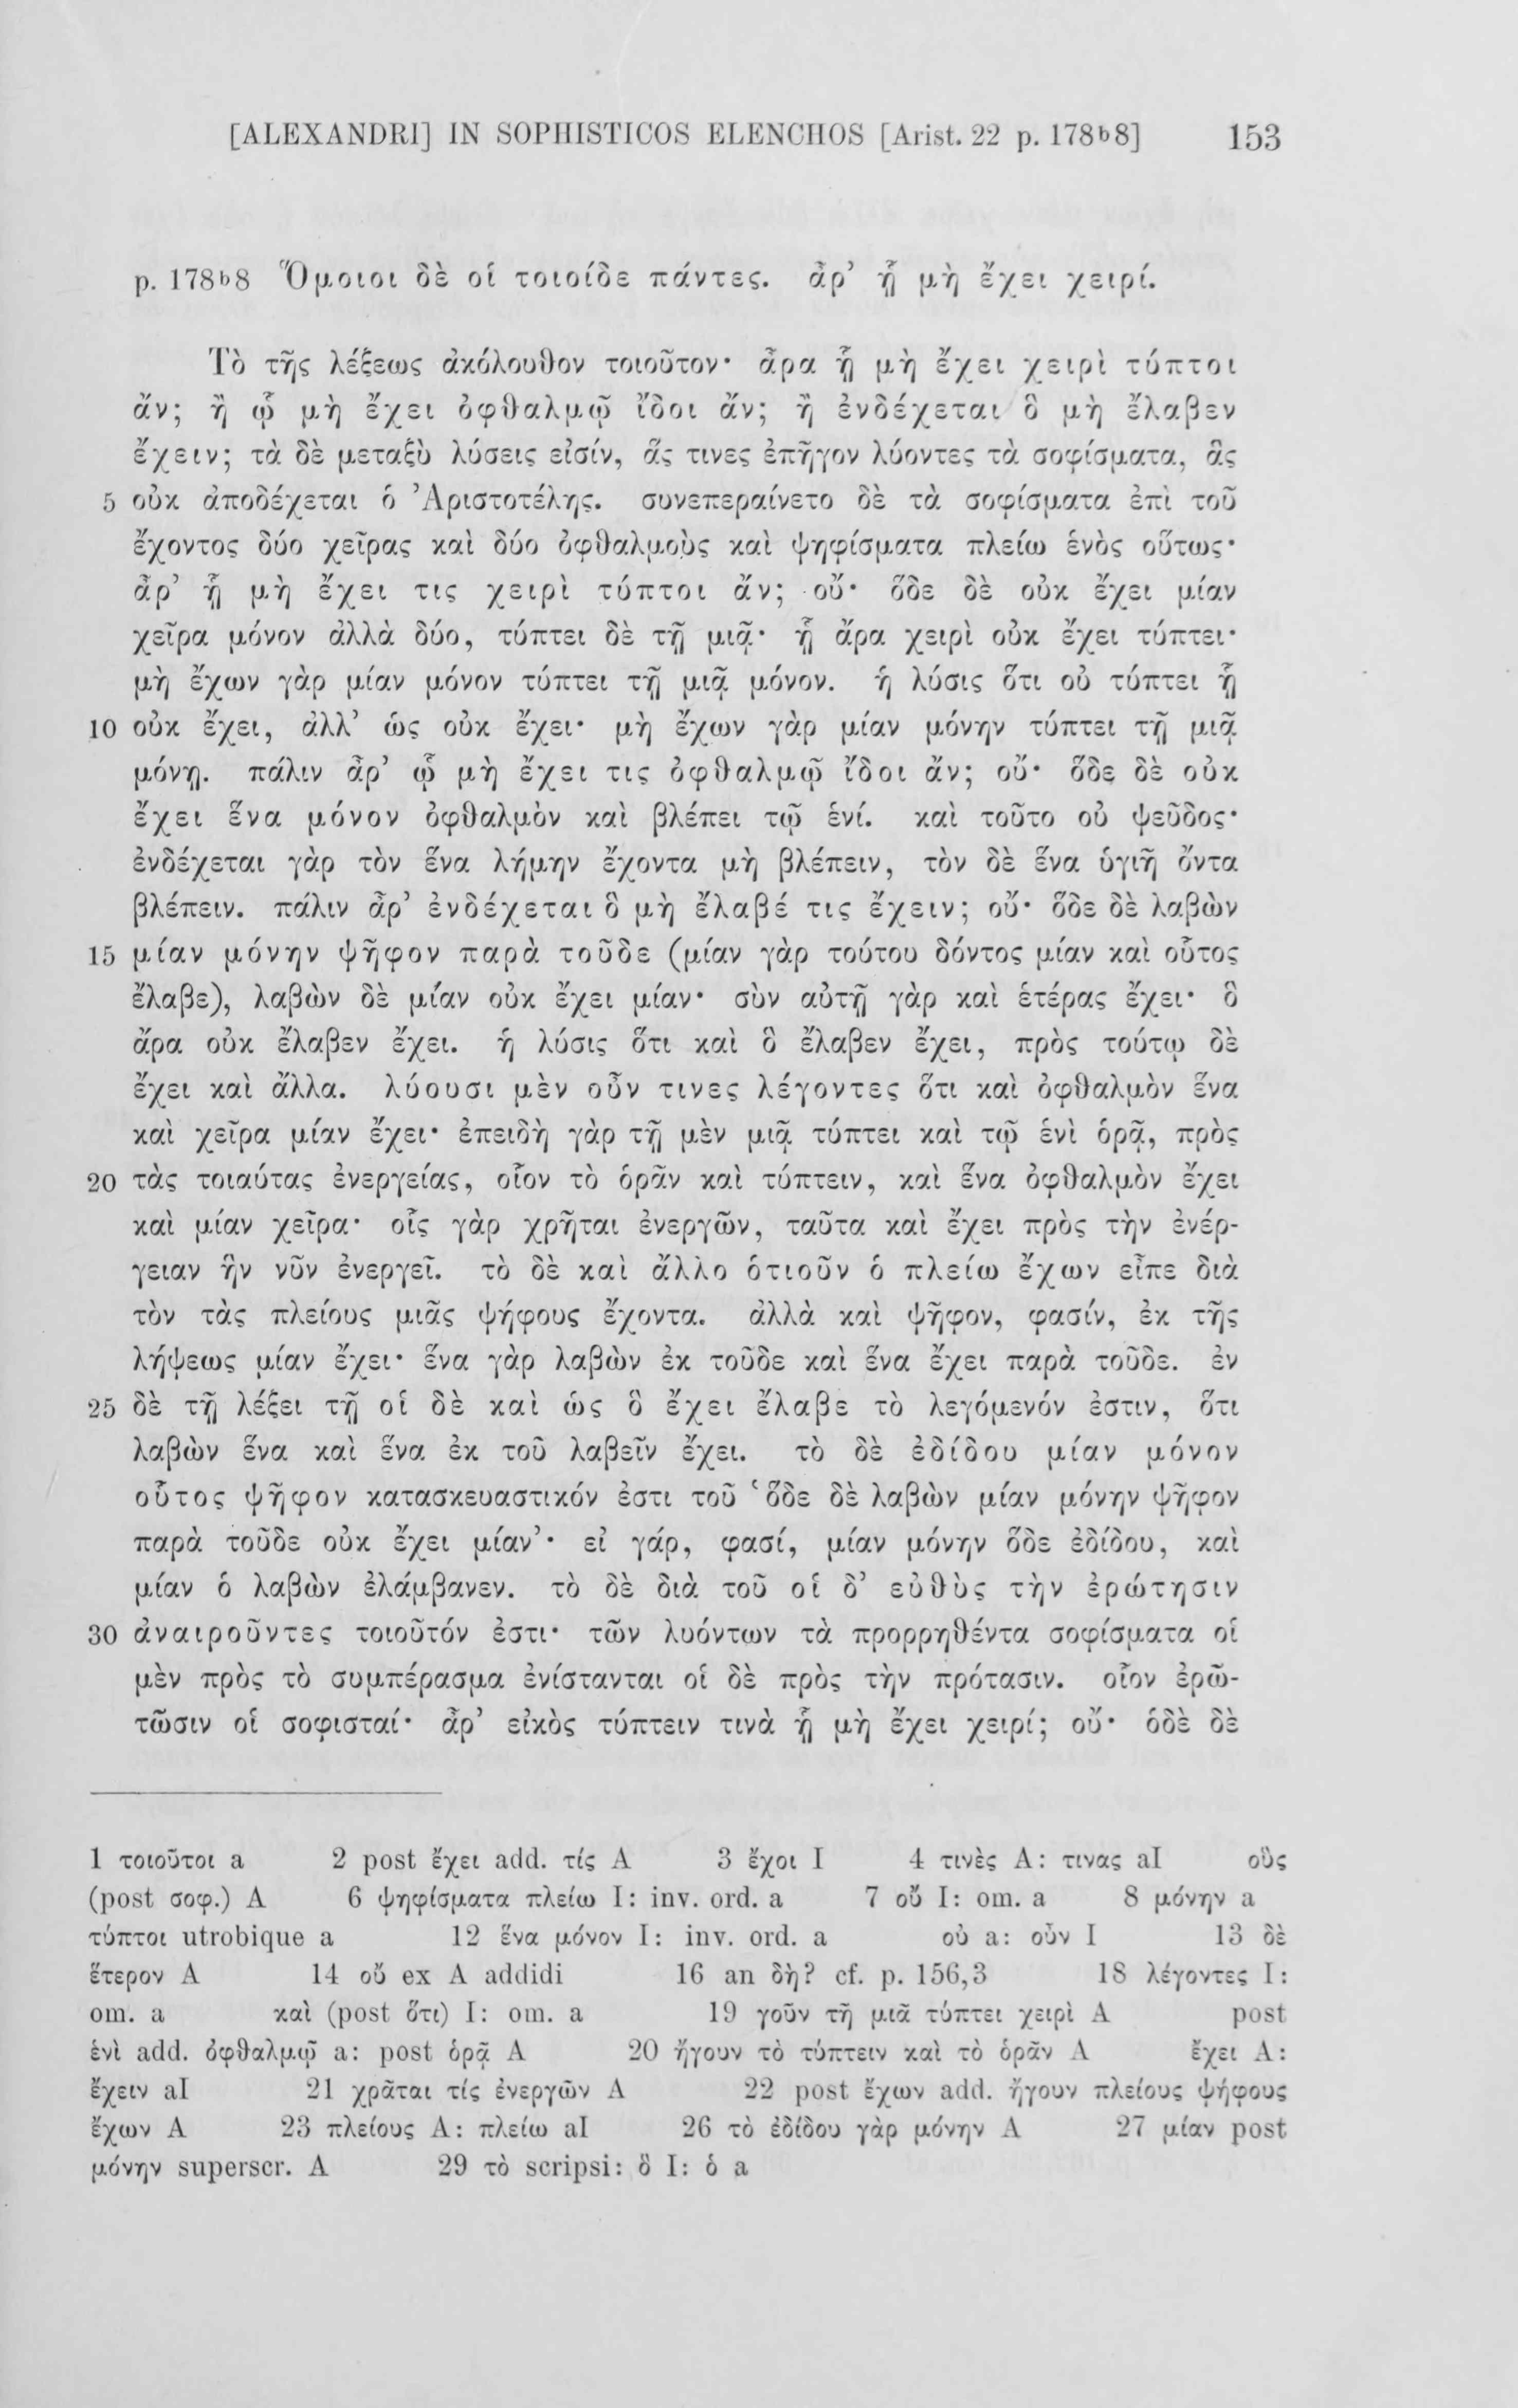 [ALEXANDRI] IN SOPHISTICOS ELENCHOS [Arist. 22 p. 178ᵇ8] 153
p. 178ᵇ8 Ὅμοιοι δὲ οἱ τοιοίδε πάντες. ἆρ’ ᾗ μὴ ἔχει χειρί.
Τὸ τῆς λέξεως ἀκόλουθον τοιοῦτον· ἆρα ᾗ μὴ ἔχει χειρὶ τύπτοι
ἄν; ἢ ᾧ μὴ ἔχει ὀφθαλμῷ ἴδοι ἄν; ἢ ἐνδέχεται ὃ μὴ ἔλαβεν
ἔχειν; τὰ δὲ μεταξὺ λύσεις εἰσίν, ἅς τινες ἐπῆγον λύοντες τὰ σοφίσματα, ἃς
5 οὐκ ἀποδέχεται ὁ Ἀριστοτέλης. συνεπεραίνετο δὲ τὰ σοφίσματα ἐπὶ τοῦ
ἔχοντος δύο χεῖρας καὶ δύο ὀφθαλμοὺς καὶ ψηφίσματα πλείω ἑνὸς οὕτως·
ἆρ’ ᾗ μὴ ἔχει τις χειρὶ τύπτοι ἄν; οὔ· ὅδε δὲ οὐκ ἔχει μίαν
χεῖρα μόνον ἀλλὰ δύο, τύπτει δὲ τῇ μιᾷ· ᾗ ἄρα χειρὶ οὐκ ἔχει τύπτει·
μὴ ἔχων γὰρ μίαν μόνον τύπτει τῇ μιᾷ μόνον. ἡ λύσις ὅτι οὐ τύπτει ᾗ
10 οὐκ ἔχει, ἀλλ’ ὡς οὐκ ἔχει· μὴ ἔχων γὰρ μίαν μόνην τύπτει τῇ μιᾷ
μόνῃ. πάλιν ἆρ’ ᾧ μὴ ἔχει τις ὀφθαλμῷ ἴδοι ἄν; οὔ· ὅδε δὲ οὐκ
ἔχει ἕνα μόνον ὀφθαλμὸν καὶ βλέπει τῷ ἑνί. καὶ τοῦτο οὐ ψεῦδος·
ἐνδέχεται γὰρ τὸν ἕνα λήμην ἔχοντα μὴ βλέπειν, τὸν δὲ ἕνα ὑγιῆ ὄντα
βλέπειν. πάλιν ἆρ’ ἐνδέχεται ὃ μὴ ἔλαβέ τις ἔχειν; οὔ· ὅδε δὲ λαβὼν
15 μίαν μόνην ψῆφον παρὰ τοῦδε (μίαν γὰρ τούτου δόντος μίαν καὶ οὗτος
ἔλαβε), λαβὼν δὲ μίαν οὐκ ἔχει μίαν· σὺν αὐτῇ γὰρ καὶ ἑτέρας ἔχει· ὃ
ἄρα οὐκ ἔλαβεν ἔχει. ἡ λύσις ὅτι καὶ ὃ ἔλαβεν ἔχει, πρὸς τούτῳ δὲ
ἔχει καὶ ἄλλα. λύουσι μὲν οὖν τινες λέγοντες ὅτι καὶ ὀφθαλμὸν ἕνα
καὶ χεῖρα μίαν ἔχει· ἐπειδὴ γὰρ τῇ μὲν μιᾷ τύπτει καὶ τῷ ἑνὶ ὁρᾷ, πρὸς
20 τὰς τοιαύτας ἐνεργείας, οἷον τὸ ὁρᾶν καὶ τύπτειν, καὶ ἕνα ὀφθαλμὸν ἔχει
καὶ μίαν χεῖρα· οἷς γὰρ χρῆται ἐνεργῶν, ταῦτα καὶ ἔχει πρὸς τὴν ἐνέρ-
γειαν ἣν νῦν ἐνεργεῖ. τὸ δὲ καὶ ἄλλο ὁτιοῦν ὁ πλείω ἔχων εἶπε διὰ
τὸν τὰς πλείους μιᾶς ψήφους ἔχοντα. ἀλλὰ καὶ ψῆφον, φασίν, ἐκ τῆς
λήψεως μίαν ἔχει· ἕνα γὰρ λαβὼν ἐκ τοῦδε καὶ ἕνα ἔχει παρὰ τοῦδε. ἐν
25 δὲ τῇ λέξει τῇ οἱ δὲ καὶ ὡς ὃ ἔχει ἔλαβε τὸ λεγόμενόν ἐστιν, ὅτι
λαβὼν ἕνα καὶ ἕνα ἐκ τοῦ λαβεῖν ἔχει. τὸ δὲ ἐδίδου μίαν μόνον
οὗτος ψῆφον κατασκευαστικόν ἐστι τοῦ ‘ὅδε δὲ λαβὼν μίαν μόνην ψῆφον
παρὰ τοῦδε οὐκ ἔχει μίαν’· εἰ γάρ, φασί, μίαν μόνην ὅδε ἐδίδου, καὶ
μίαν ὁ λαβὼν ἐλάμβανεν. τὸ δὲ διὰ τοῦ οἱ δ’ εὐθὺς τὴν ἐρώτησιν
30 ἀναιροῦντες τοιοῦτόν ἐστι· τῶν λυόντων τὰ προρρηθέντα σοφίσματα οἱ
μὲν πρὸς τὸ συμπέρασμα ἐνίστανται οἱ δὲ πρὸς τὴν πρότασιν. οἷον ἐρω-
τῶσιν οἱ σοφισταί· ἆρ’ εἰκὸς τύπτειν τινὰ ᾗ μὴ ἔχει χειρί; οὔ· ὁδὲ δὲ
1 τοιοῦτοι a 2 post ἔχει add. τίς A 3 ἔχοι I 4 τινὲς A: τινας aI οὓς
(post σοφ.) A 6 ψηφίσματα πλείω I: inv. ord. a 7 οὔ I: om. a 8 μόνην a
τύπτοι utrobique a 12 ἕνα μόνον I: inv. ord. a οὐ a: οὖν I 13 δὲ
ἕτερον A 14 οὔ ex A addidi 16 an δὴ? cf. p. 156,3 18 λέγοντες I:
om. a καὶ (post ὅτι) I: om. a 19 γοῦν τῇ μιᾷ τύπτει χειρὶ A post
ἑνὶ add. ὀφθαλμῷ a: post ὁρᾷ A 20 ἤγουν τὸ τύπτειν καὶ τὸ ὁρᾶν A ἔχει A:
ἔχειν aI 21 χρᾶται τίς ἐνεργῶν A 22 post ἔχων add. ἤγουν πλείους ψήφους
ἔχων A 23 πλείους A: πλείω aI 26 τὸ ἐδίδου γὰρ μόνην A 27 μίαν post
μόνην superscr. A 29 τὸ scripsi: ὃ I: ὁ a